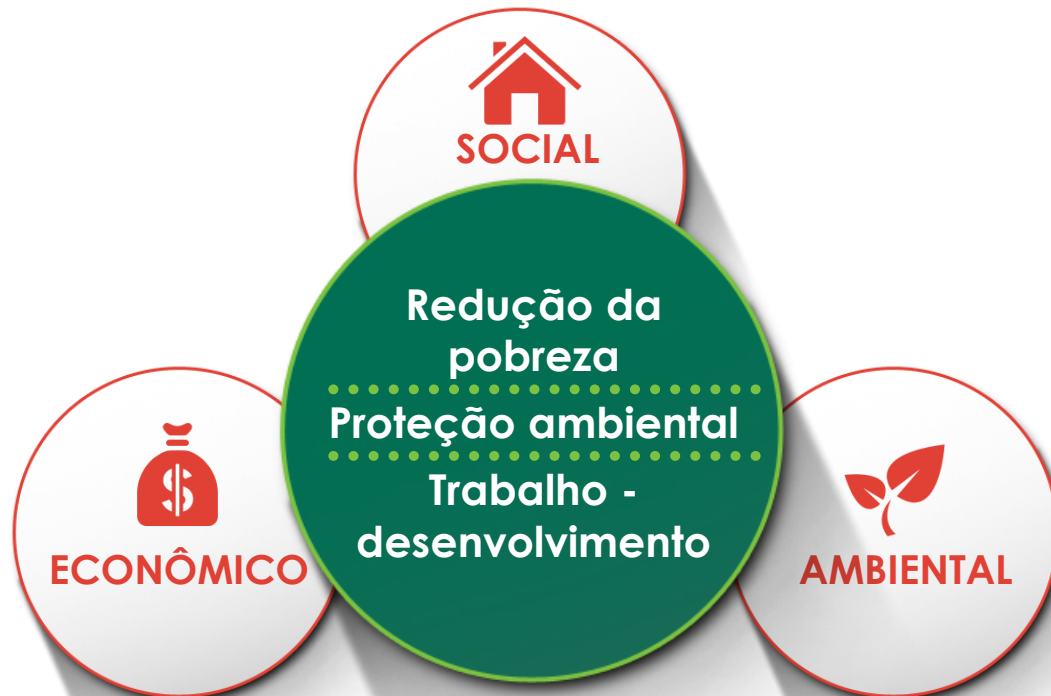 SOCIAL
Redução da
pobreza
Proteção ambiental
Trabalho -
desenvolvimento
$
ECONÔMICO
AMBIENTAL